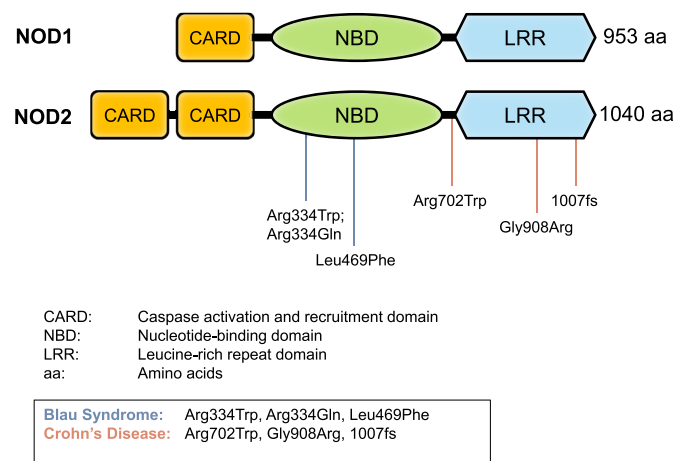 NOD1 CARD NBD LRR 953 aa
NOD2 CARD CARD NBD LRR 1040 aa
Arg334Trp;
Arg334Gln
Leu469Phe
Arg702Trp
Gly908Arg
1007fs
CARD: Caspase activation and recruitment domain
NBD: Nucleotide-binding domain
LRR: Leucine-rich repeat domain
aa: Amino acids
Blau Syndrome: Arg334Trp, Arg334Gln, Leu469Phe
Crohn's Disease: Arg702Trp, Gly908Arg, 1007fs